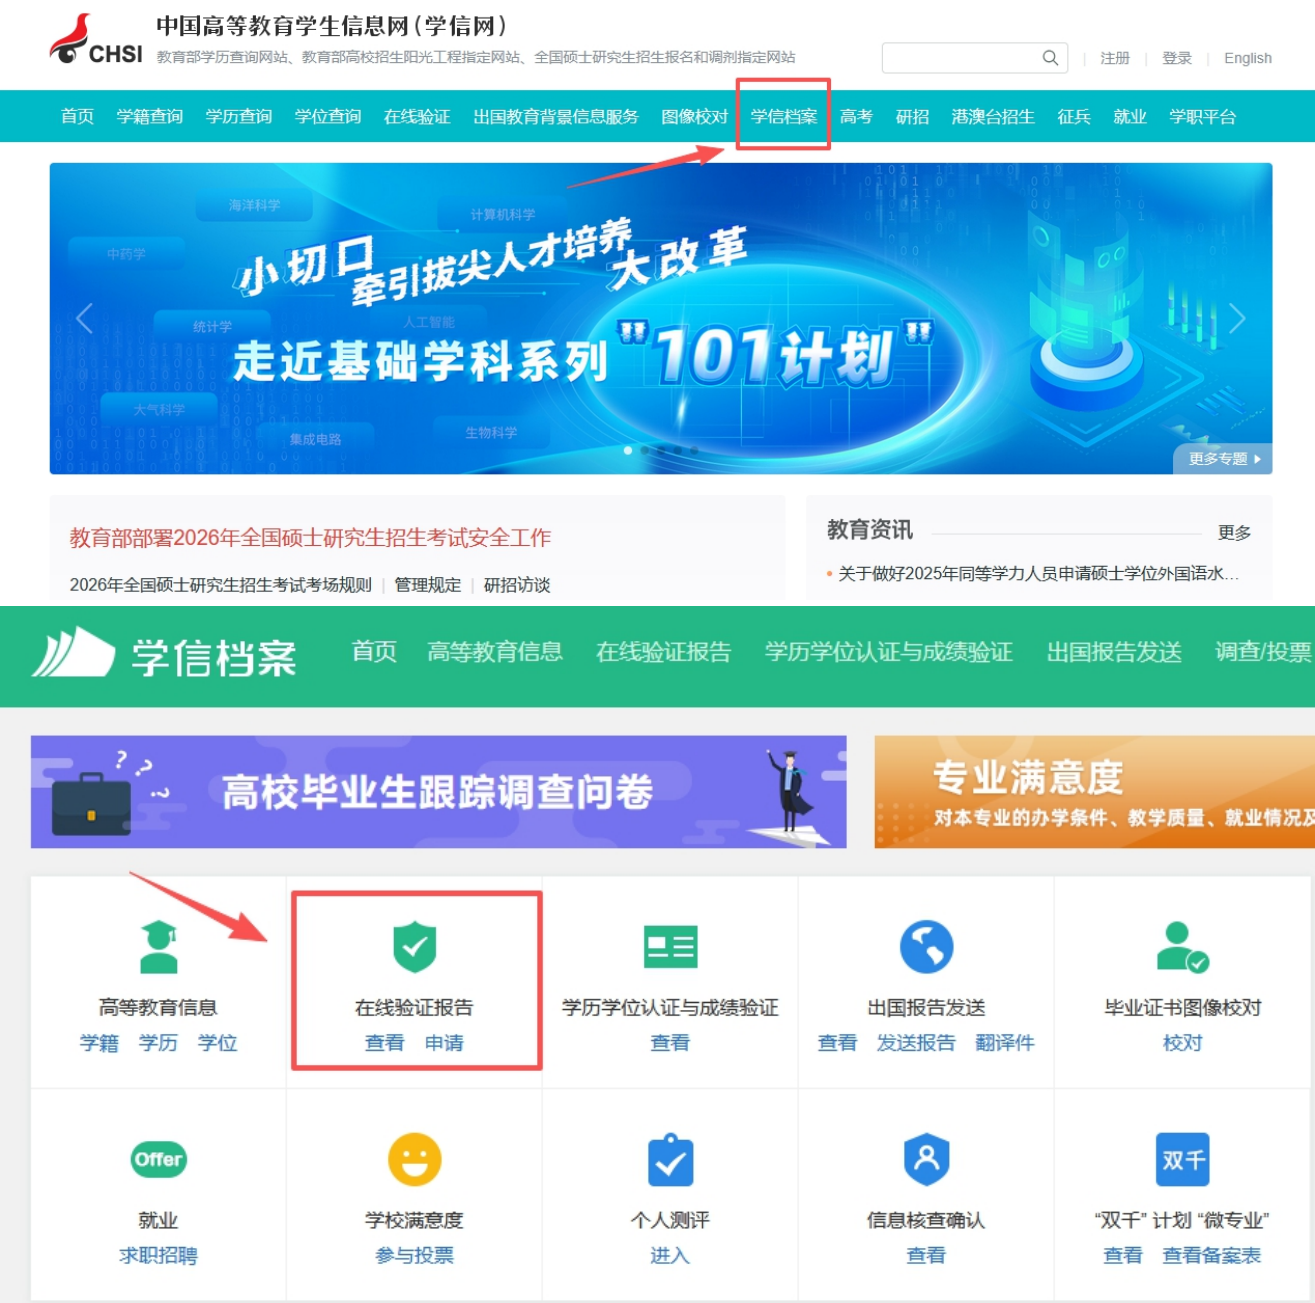 中国高等教育学生信息网(学信网)
CHSI
教育部学历查询网站、教育部高校招生阳光工程指定网站、全国硕士研究生招生报名和调剂指定网站
注册 | 登录 | English
首页 学籍查询 学历查询 学位查询 在线验证 出国教育背景信息服务 图像校对 学信档案 高考 研招 港澳台招生 征兵 就业 学职平台
海洋科学
计算机科学
中药学
小切口
牵引拔尖人才培养
大改革
统计学
人工智能
走近基础学科系列
"101计划"
大气科学
集成电路
生物科学
更多专题
教育部部署2026年全国硕士研究生招生考试安全工作
2026年全国硕士研究生招生考试考场规则 | 管理规定 | 研招访谈
教育资讯
更多
关于做好2025年同等学力人员申请硕士学位外国语水...
学信档案
首页 高等教育信息 在线验证报告 学历学位认证与成绩验证 出国报告发送 调查/投票
? ? ?
高校毕业生跟踪调查问卷
专业满意度
对本专业的办学条件、教学质量、就业情况及
高等教育信息
学籍 学历 学位
在线验证报告
查看 申请
学历学位认证与成绩验证
查看
出国报告发送
查看 发送报告 翻译件
毕业证书图像校对
校对
Offer
就业
求职招聘
学校满意度
参与投票
个人测评
进入
信息核查确认
查看
双千
“双千” 计划 “微专业”
查看 查看备案表